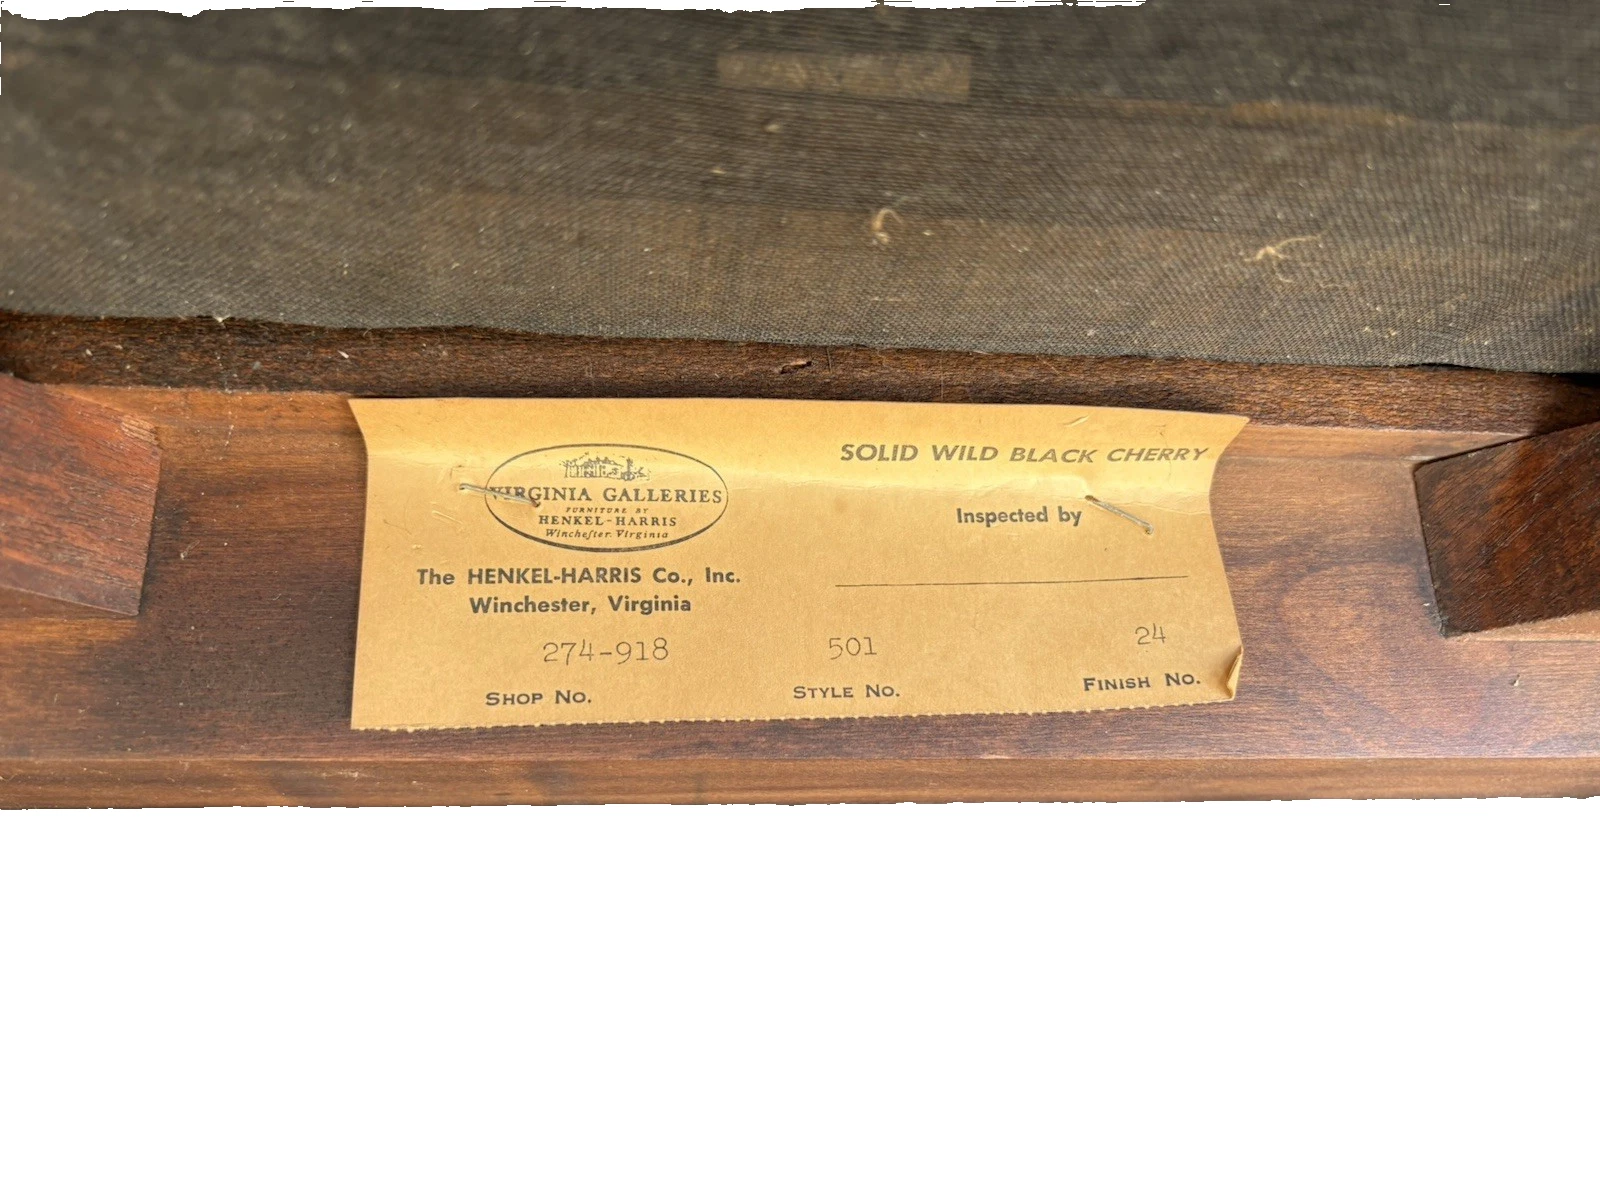 VIRGINIA GALLERIES
FURNITURE BY
HENKEL-HARRIS
Winchester, Virginia
The HENKEL-HARRIS Co., Inc.
Winchester, Virginia
SOLID WILD BLACK CHERRY
Inspected by
274-918 501 24
SHOP NO. STYLE NO. FINISH NO.